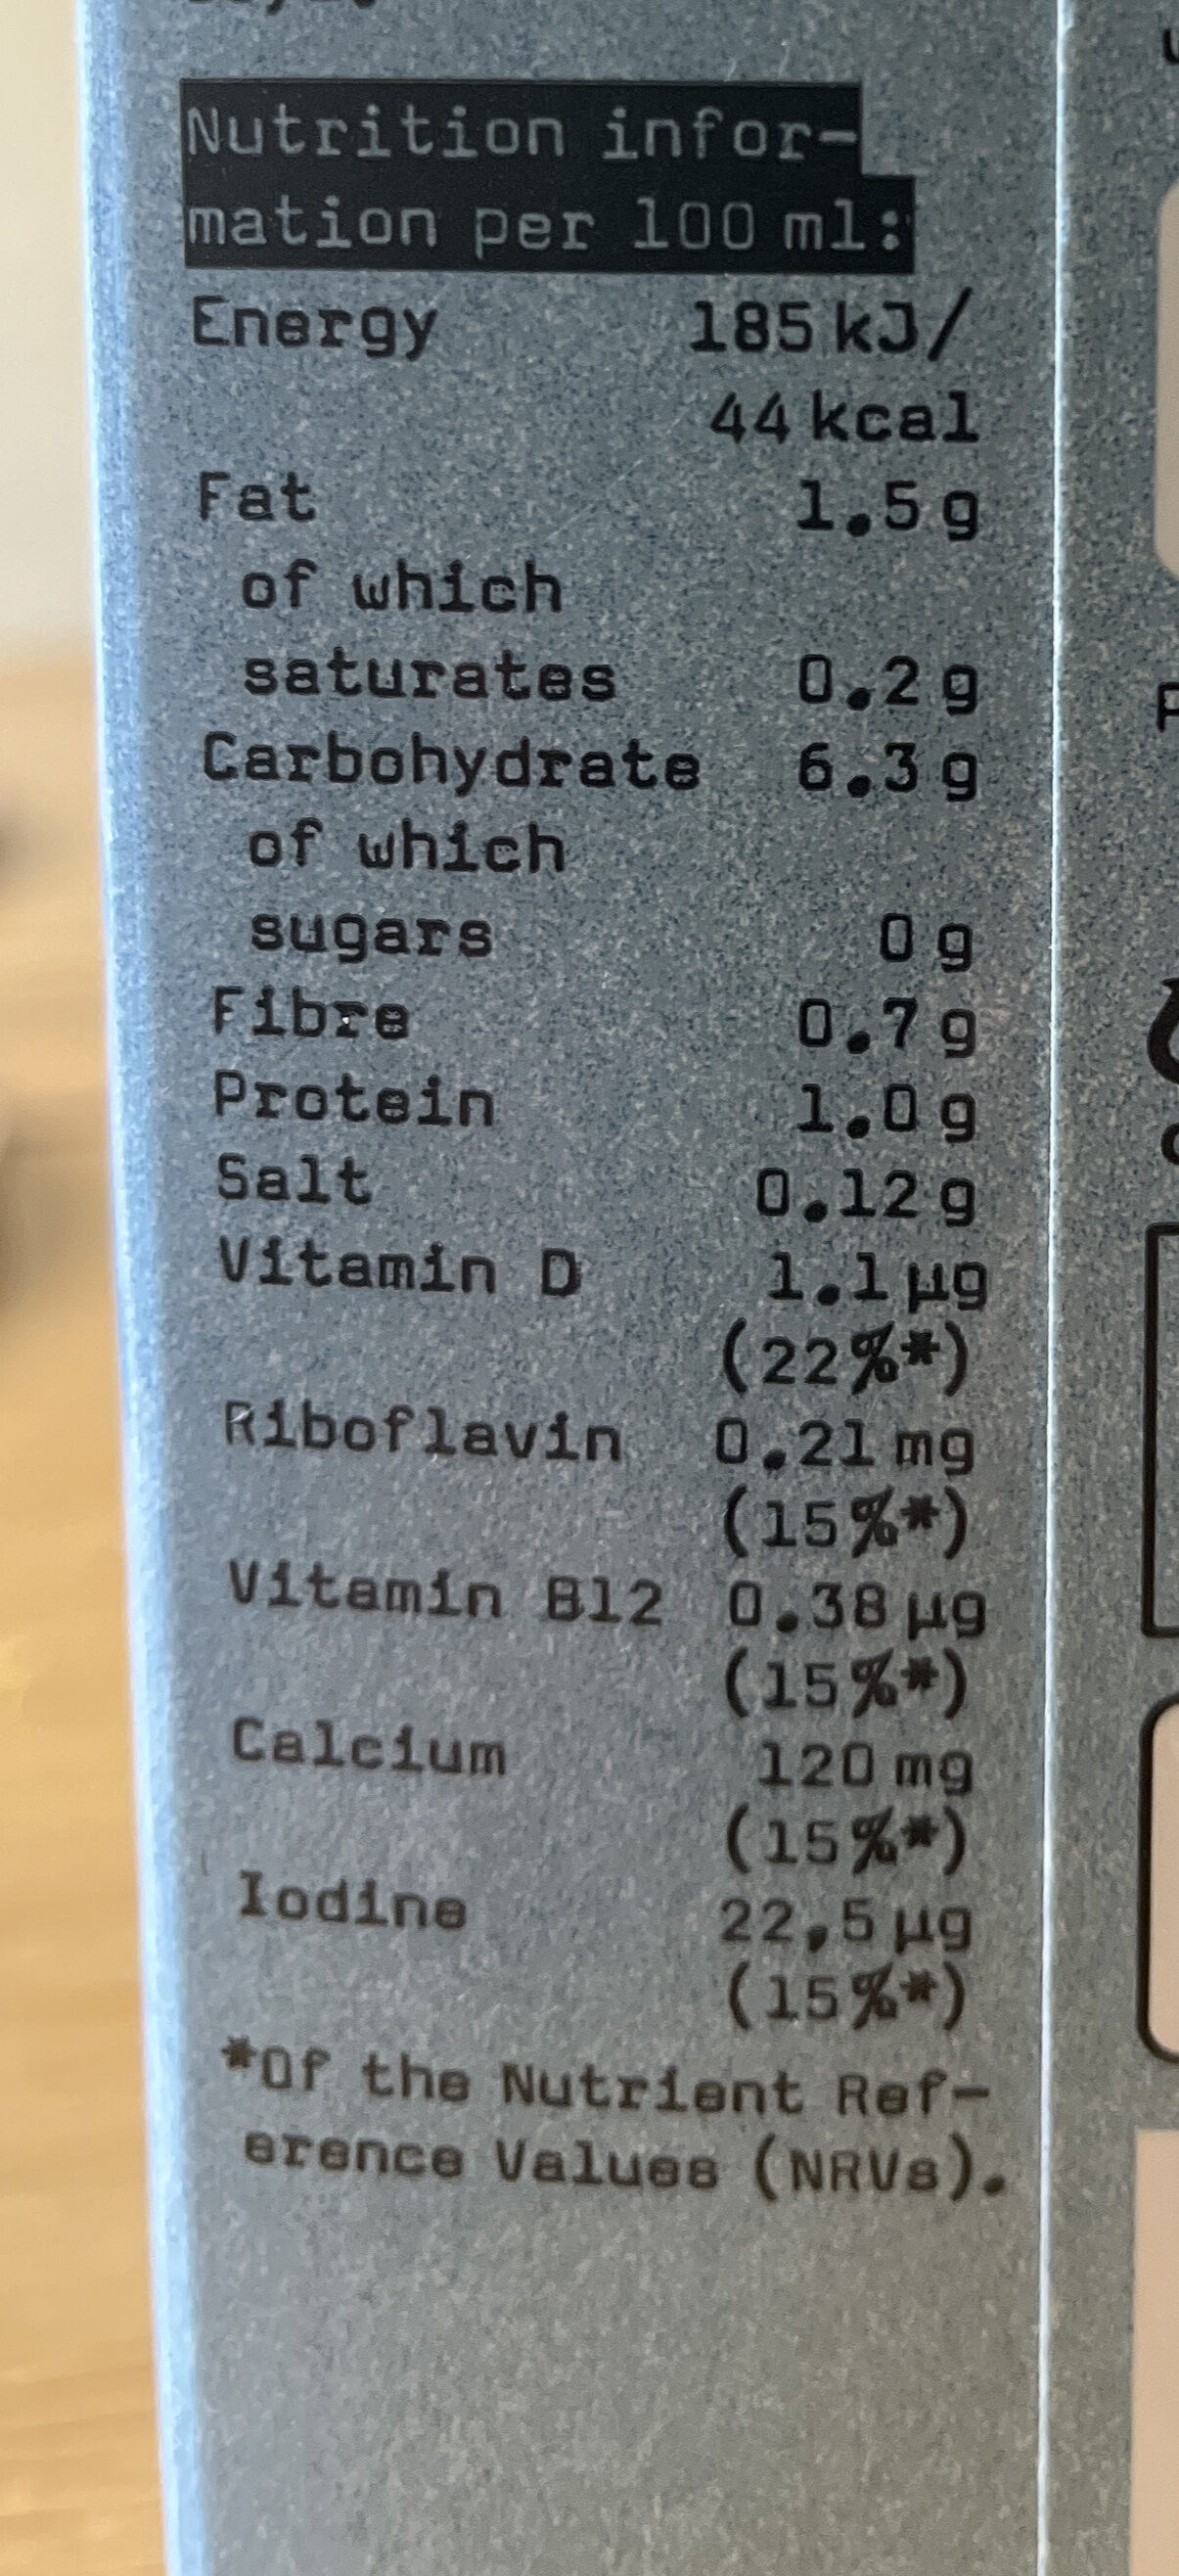 Nutrition infor-
mation per 100 ml:
Energy 185 kJ/
44 kcal
Fat 1.5 g
of which
saturates 0.2 g
Carbohydrate 6.3 g
of which
sugars 0 g
Fibre 0.7 g
Protein 1.0 g
Salt 0.12 g
Vitamin D 1.1 µg
(22%*)
Riboflavin 0.21 mg
(15%*)
Vitamin B12 0.38 µg
(15%*)
Calcium 120 mg
(15%*)
Iodine 22,5 µg
(15%*)
*Of the Nutrient Ref-
erence Values (NRVs).